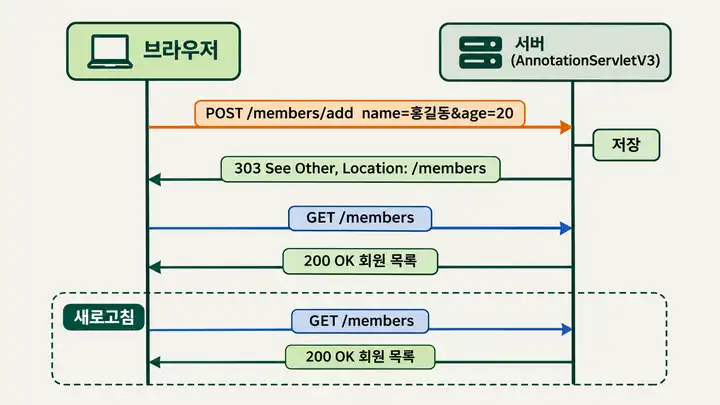 브라우저
서버
(AnnotationServletV3)
POST /members/add name=홍길동&age=20
저장
303 See Other, Location: /members
GET /members
200 OK 회원 목록
새로고침
GET /members
200 OK 회원 목록